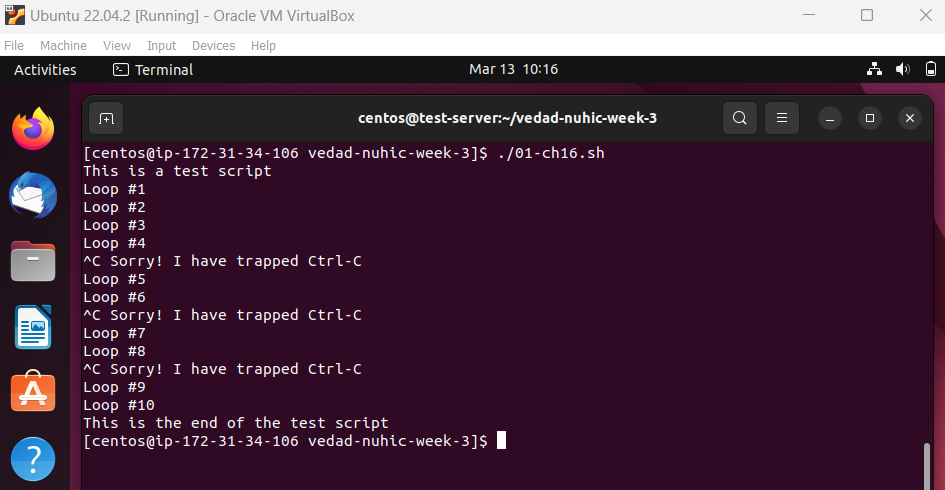 Ubuntu 22.04.2 [Running] - Oracle VM VirtualBox
File Machine View Input Devices Help
Activities Terminal Mar 13 10:16
centos@test-server:~/vedad-nuhic-week-3
[centos@ip-172-31-34-106 vedad-nuhic-week-3]$ ./01-ch16.sh
This is a test script
Loop #1
Loop #2
Loop #3
Loop #4
^C Sorry! I have trapped Ctrl-C
Loop #5
Loop #6
^C Sorry! I have trapped Ctrl-C
Loop #7
Loop #8
^C Sorry! I have trapped Ctrl-C
Loop #9
Loop #10
This is the end of the test script
[centos@ip-172-31-34-106 vedad-nuhic-week-3]$